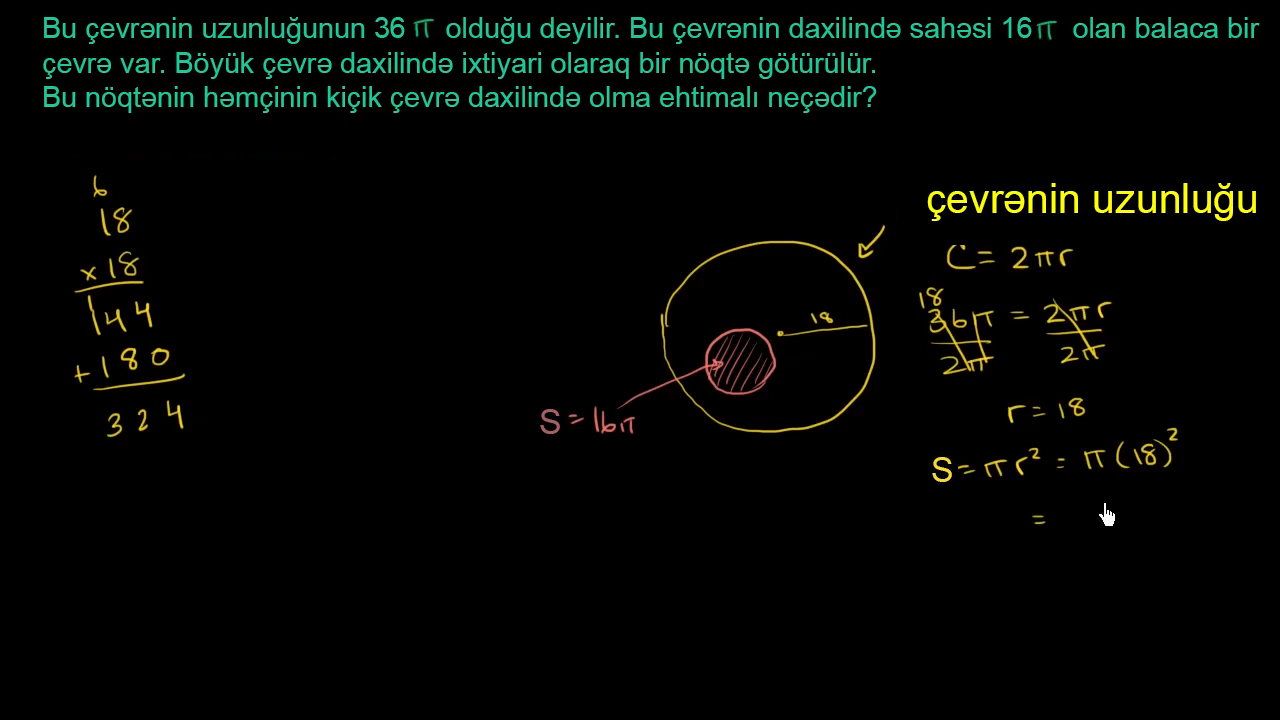 Bu çevrənin uzunluğunun 36 π olduğu deyilir. Bu çevrənin daxilində sahəsi 16π olan balaca bir
çevrə var. Böyük çevrə daxilində ixtiyari olaraq bir nöqtə götürülür.
Bu nöqtənin həmçinin kiçik çevrə daxilində olma ehtimalı neçədir?
6
18
x 18
144
+ 180
324
18
S = 16π
çevrənin uzunluğu
C = 2πr
18
36π = 2πr
2π 2π
r = 18
S = πr² = π(18)²
=